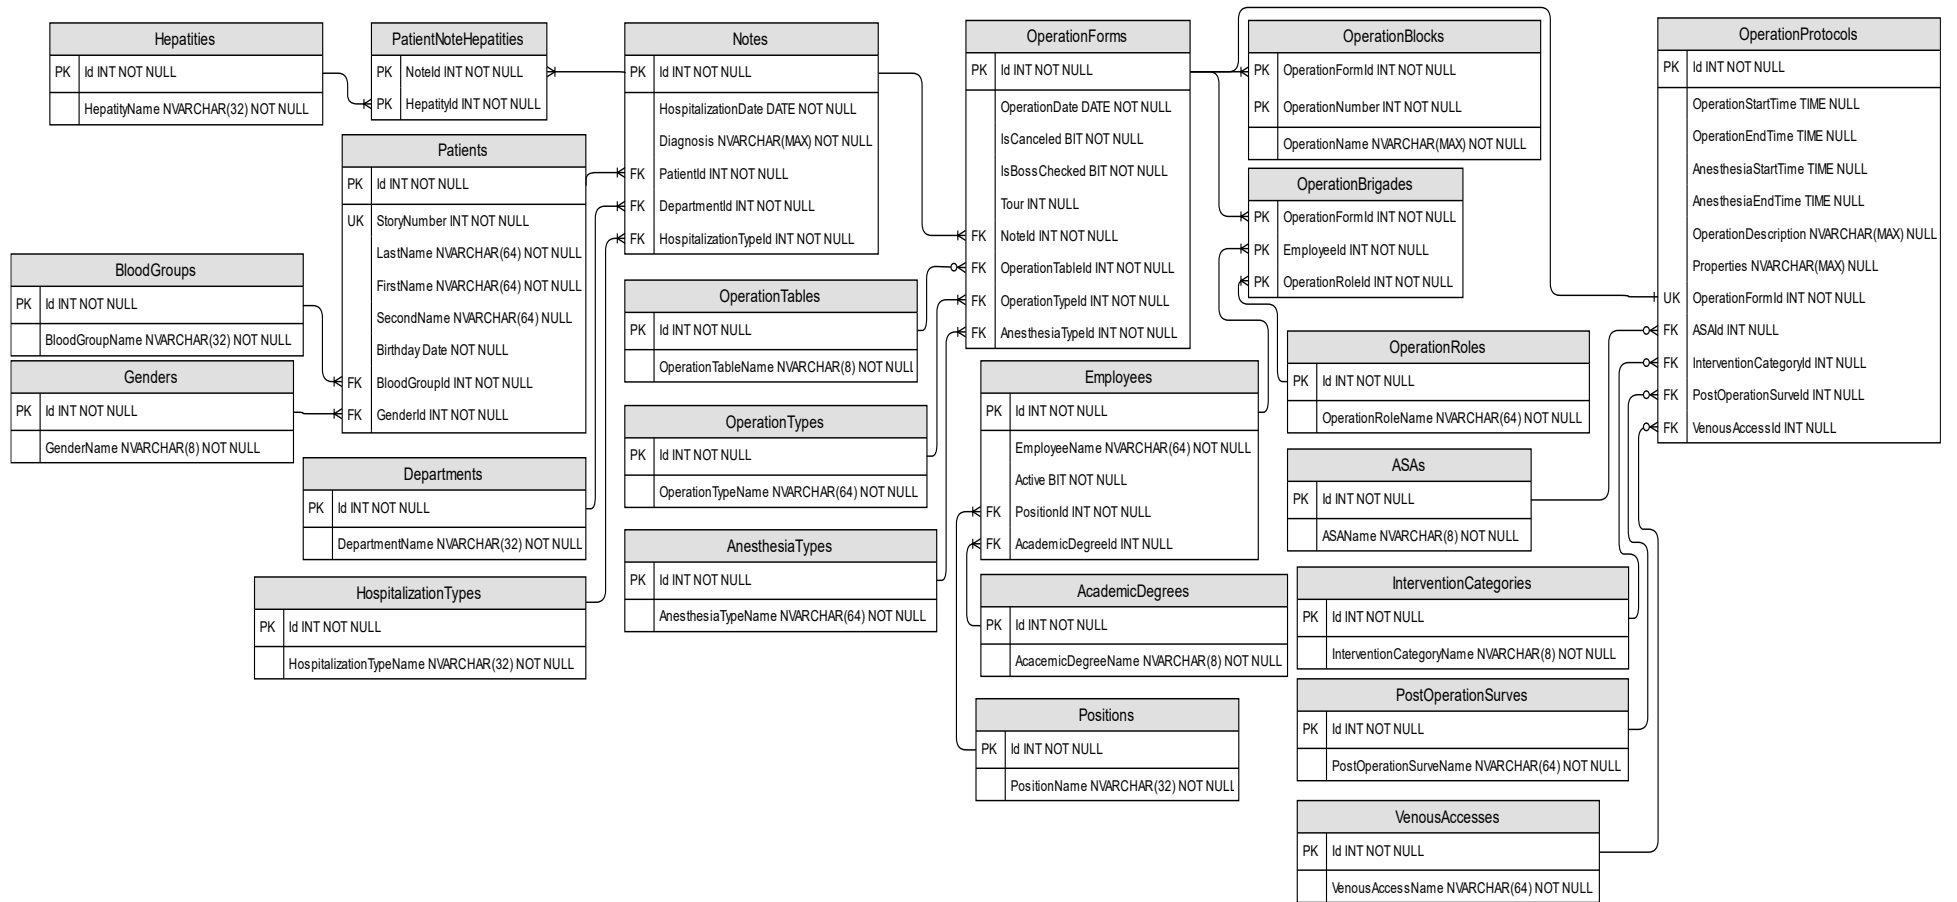 Hepatities
PK Id INT NOT NULL
HepatityName NVARCHAR(32) NOT NULL
PatientNoteHepatities
PK NoteId INT NOT NULL
PK HepatityId INT NOT NULL
Notes
PK Id INT NOT NULL
HospitalizationDate DATE NOT NULL
Diagnosis NVARCHAR(MAX) NOT NULL
FK PatientId INT NOT NULL
FK DepartmentId INT NOT NULL
FK HospitalizationTypeId INT NOT NULL
Patients
PK Id INT NOT NULL
UK StoryNumber INT NOT NULL
LastName NVARCHAR(64) NOT NULL
FirstName NVARCHAR(64) NOT NULL
SecondName NVARCHAR(64) NULL
Birthday Date NOT NULL
FK BloodGroupId INT NOT NULL
FK GenderId INT NOT NULL
BloodGroups
PK Id INT NOT NULL
BloodGroupName NVARCHAR(32) NOT NULL
Genders
PK Id INT NOT NULL
GenderName NVARCHAR(8) NOT NULL
Departments
PK Id INT NOT NULL
DepartmentName NVARCHAR(32) NOT NULL
HospitalizationTypes
PK Id INT NOT NULL
HospitalizationTypeName NVARCHAR(32) NOT NULL
OperationTables
PK Id INT NOT NULL
OperationTableName NVARCHAR(8) NOT NULL
OperationTypes
PK Id INT NOT NULL
OperationTypeName NVARCHAR(64) NOT NULL
AnesthesiaTypes
PK Id INT NOT NULL
AnesthesiaTypeName NVARCHAR(64) NOT NULL
OperationForms
PK Id INT NOT NULL
OperationDate DATE NOT NULL
IsCanceled BIT NOT NULL
IsBossChecked BIT NOT NULL
Tour INT NULL
FK NoteId INT NOT NULL
FK OperationTableId INT NOT NULL
FK OperationTypeId INT NOT NULL
FK AnesthesiaTypeId INT NOT NULL
Employees
PK Id INT NOT NULL
EmployeeName NVARCHAR(64) NOT NULL
Active BIT NOT NULL
FK PositionId INT NOT NULL
FK AcademicDegreeId INT NULL
AcademicDegrees
PK Id INT NOT NULL
AcacemicDegreeName NVARCHAR(8) NOT NULL
Positions
PK Id INT NOT NULL
PositionName NVARCHAR(32) NOT NULL
OperationBlocks
PK OperationFormId INT NOT NULL
PK OperationNumber INT NOT NULL
OperationName NVARCHAR(MAX) NOT NULL
OperationBrigades
PK OperationFormId INT NOT NULL
PK EmployeeId INT NOT NULL
PK OperationRoleId INT NOT NULL
OperationRoles
PK Id INT NOT NULL
OperationRoleName NVARCHAR(64) NOT NULL
ASAs
PK Id INT NOT NULL
ASAName NVARCHAR(8) NOT NULL
InterventionCategories
PK Id INT NOT NULL
InterventionCategoryName NVARCHAR(8) NOT NULL
PostOperationSurves
PK Id INT NOT NULL
PostOperationSurveName NVARCHAR(64) NOT NULL
VenousAccesses
PK Id INT NOT NULL
VenousAccessName NVARCHAR(64) NOT NULL
OperationProtocols
PK Id INT NOT NULL
OperationStartTime TIME NULL
OperationEndTime TIME NULL
AnesthesiaStartTime TIME NULL
AnesthesiaEndTime TIME NULL
OperationDescription NVARCHAR(MAX) NULL
Properties NVARCHAR(MAX) NULL
UK OperationFormId INT NOT NULL
FK ASAId INT NULL
FK InterventionCategoryId INT NULL
FK PostOperationSurveId INT NULL
FK VenousAccessId INT NULL